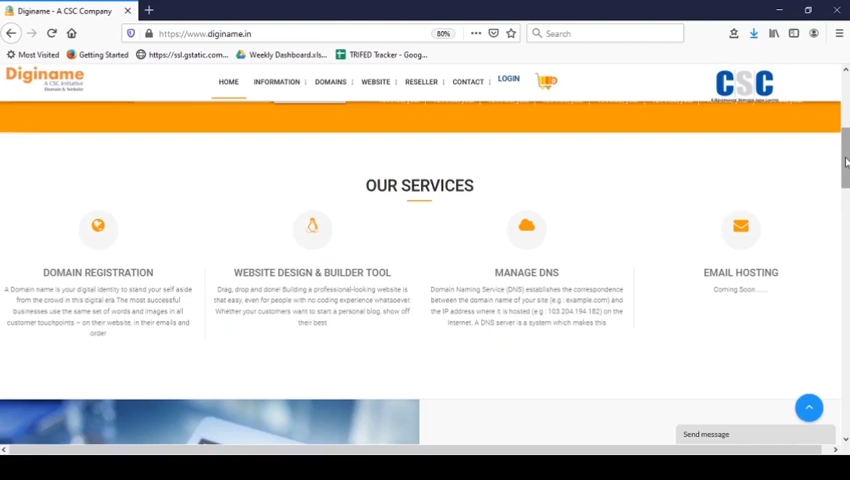 Diginame - A CSC Company
https://www.diginame.in
80%
Search
Most Visited
Getting Started
https://ssl.gstatic.com...
Weekly Dashboard.xls...
TRIFED Tracker - Goog...
Diginame
A CSC Initiative
Domain & Website
HOME
INFORMATION
DOMAINS
WEBSITE
RESELLER
CONTACT
LOGIN
CSC
OUR SERVICES
DOMAIN REGISTRATION
A Domain name is your digital identity to stand your self aside
from the crowd in this digital era.The most successful
businesses use the same set of words and images in all
customer touchpoints – on their website, in their emails and
order
WEBSITE DESIGN & BUILDER TOOL
Drag, drop and done! Building a professional-looking website is
that easy, even for people with no coding experience whatsoever.
Whether your customers want to start a personal blog, show off
their best
MANAGE DNS
Domain Naming Service (DNS) establishes the correspondence
between the domain name of your site (e.g : example.com) and
the IP address where it is hosted (e.g : 103.204.194.182) on the
Internet. A DNS server is a system which makes this
EMAIL HOSTING
Coming Soon......
Send message